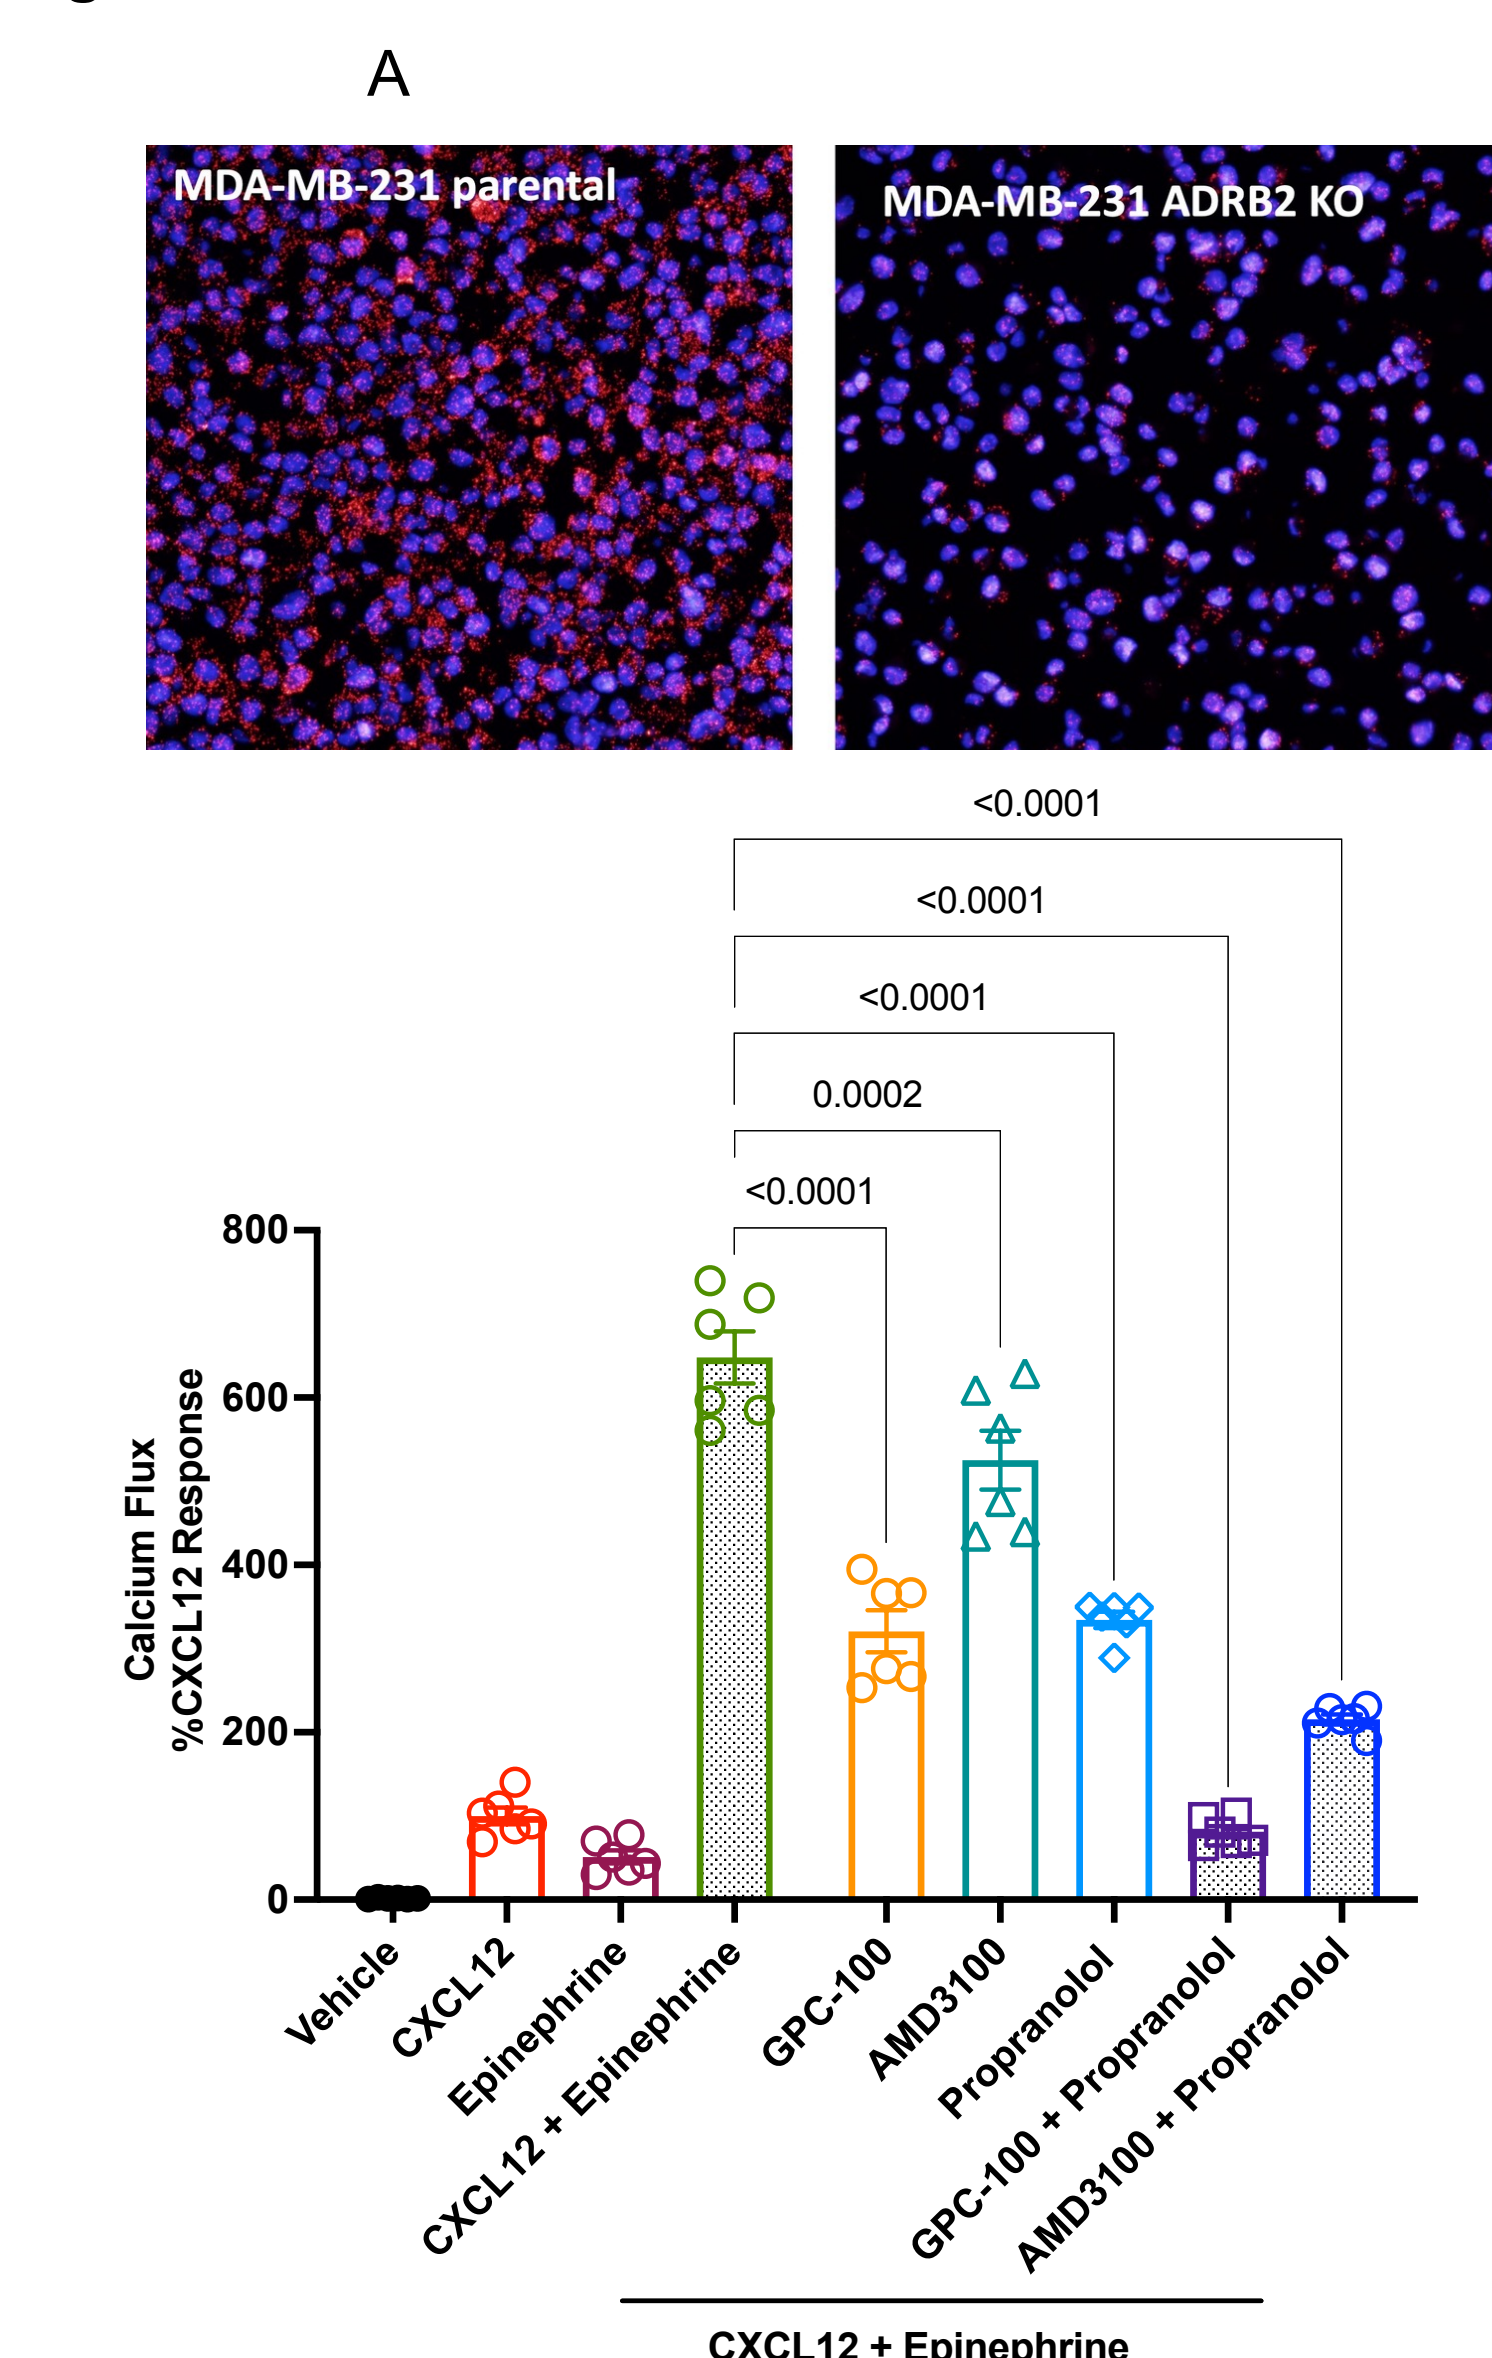 A
MDA-MB-231 parental
MDA-MB-231 ADRB2 KO
<0.0001
<0.0001
<0.0001
0.0002
<0.0001
800
600
400
200
0
Calcium Flux
%CXCL12 Response
Vehicle
CXCL12
Epinephrine
CXCL12 + Epinephrine
GPC-100
AMD3100
Propranolol
GPC-100 + Propranolol
AMD3100 + Propranolol
CXCL12 + Epinephrine